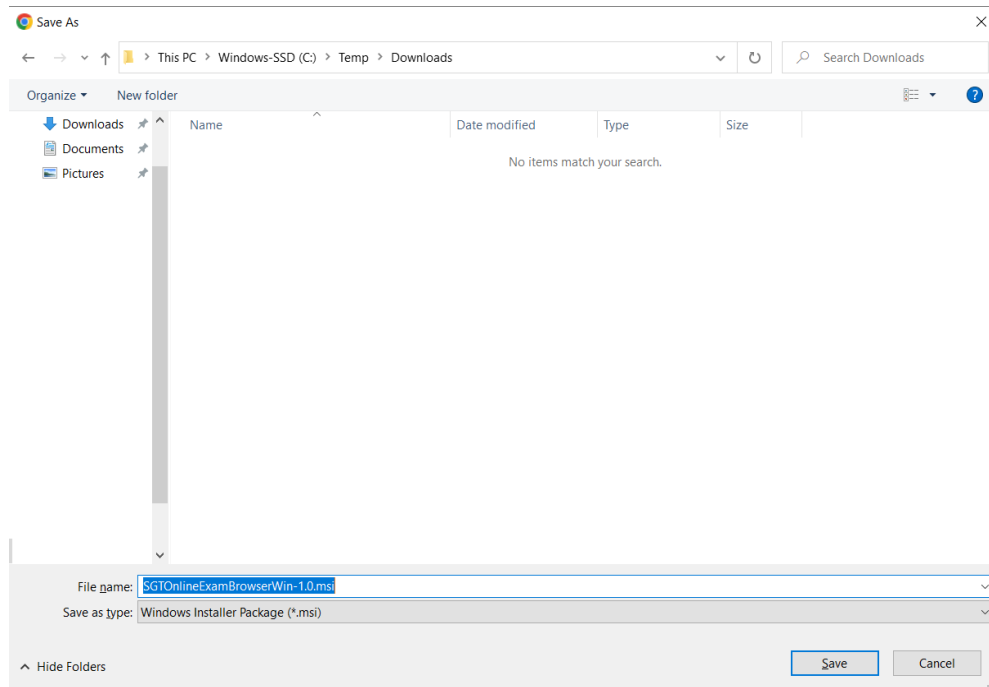 Save As
This PC > Windows-SSD (C:) > Temp > Downloads
Search Downloads
Organize
New folder
Downloads
Documents
Pictures
Name
Date modified
Type
Size
No items match your search.
File name: SGTOnlineExamBrowserWin-1.0.msi
Save as type: Windows Installer Package (*.msi)
Hide Folders
Save
Cancel